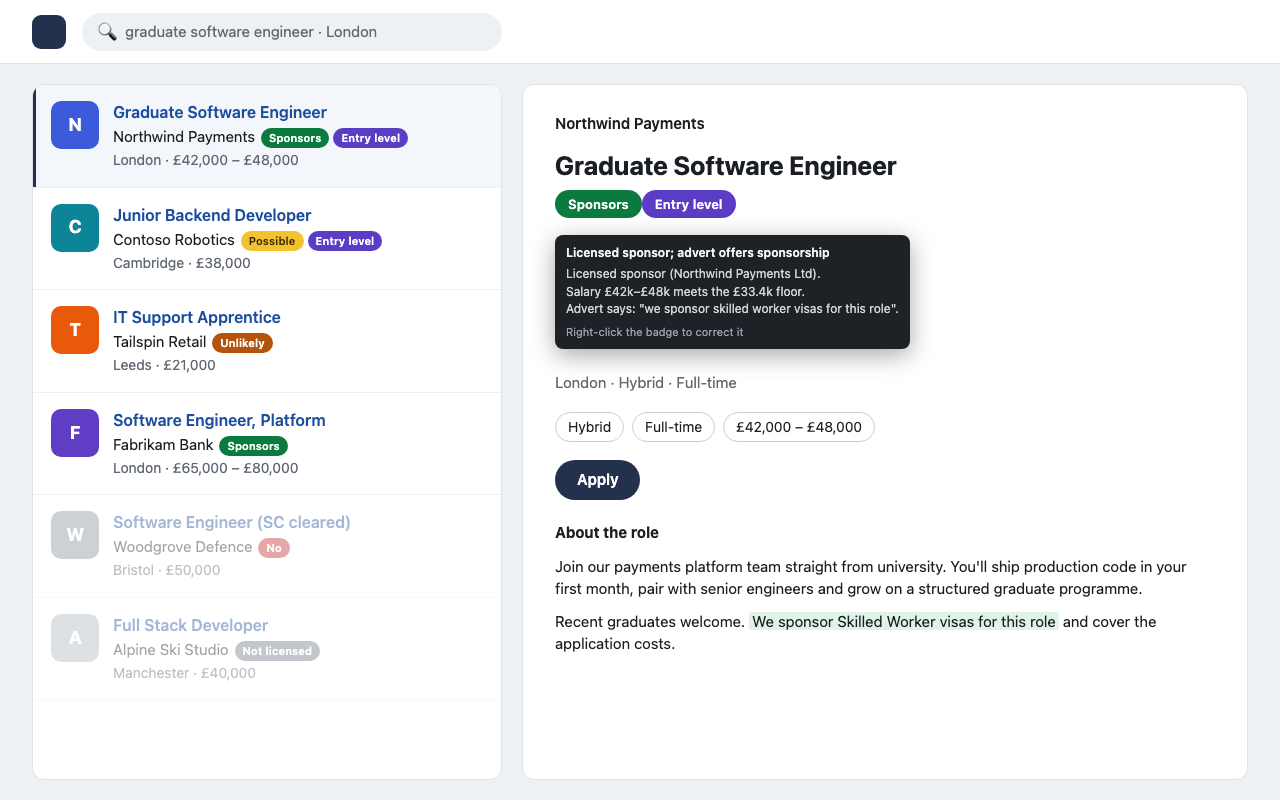 graduate software engineer · London
N
Graduate Software Engineer
Northwind Payments Sponsors Entry level
London · £42,000 – £48,000
C
Junior Backend Developer
Contoso Robotics Possible Entry level
Cambridge · £38,000
T
IT Support Apprentice
Tailspin Retail Unlikely
Leeds · £21,000
F
Software Engineer, Platform
Fabrikam Bank Sponsors
London · £65,000 – £80,000
W
Software Engineer (SC cleared)
Woodgrove Defence No
Bristol · £50,000
A
Full Stack Developer
Alpine Ski Studio Not licensed
Manchester · £40,000
Northwind Payments
Graduate Software Engineer
Sponsors Entry level
Licensed sponsor; advert offers sponsorship
Licensed sponsor (Northwind Payments Ltd).
Salary £42k–£48k meets the £33.4k floor.
Advert says: "we sponsor skilled worker visas for this role".
Right-click the badge to correct it
London · Hybrid · Full-time
Hybrid Full-time £42,000 – £48,000
Apply
About the role
Join our payments platform team straight from university. You'll ship production code in your
first month, pair with senior engineers and grow on a structured graduate programme.
Recent graduates welcome. We sponsor Skilled Worker visas for this role and cover the
application costs.